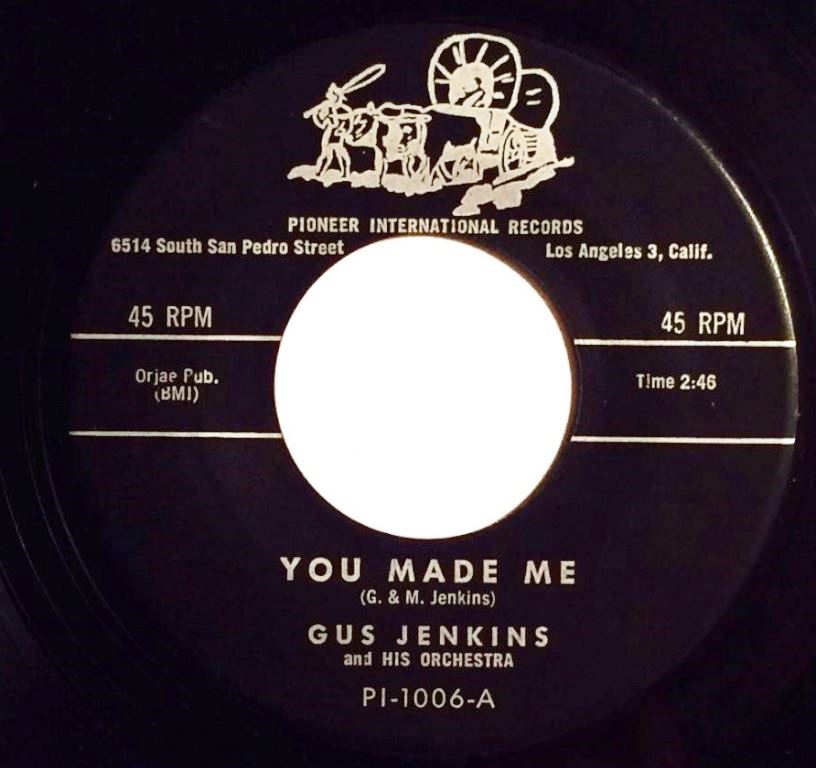 PIONEER INTERNATIONAL RECORDS
6514 South San Pedro Street Los Angeles 3, Calif.
45 RPM 45 RPM
Orjae Pub. Time 2:46
(BMI)
YOU MADE ME
(G. & M. Jenkins)
GUS JENKINS
and HIS ORCHESTRA
PI-1006-A